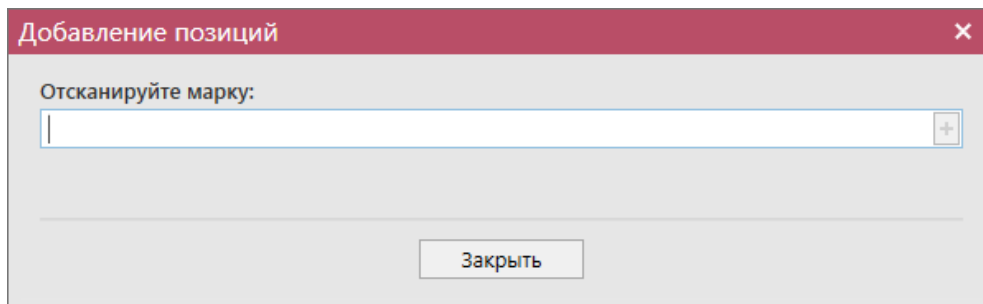 Добавление позиций
Отсканируйте марку:
Закрыть